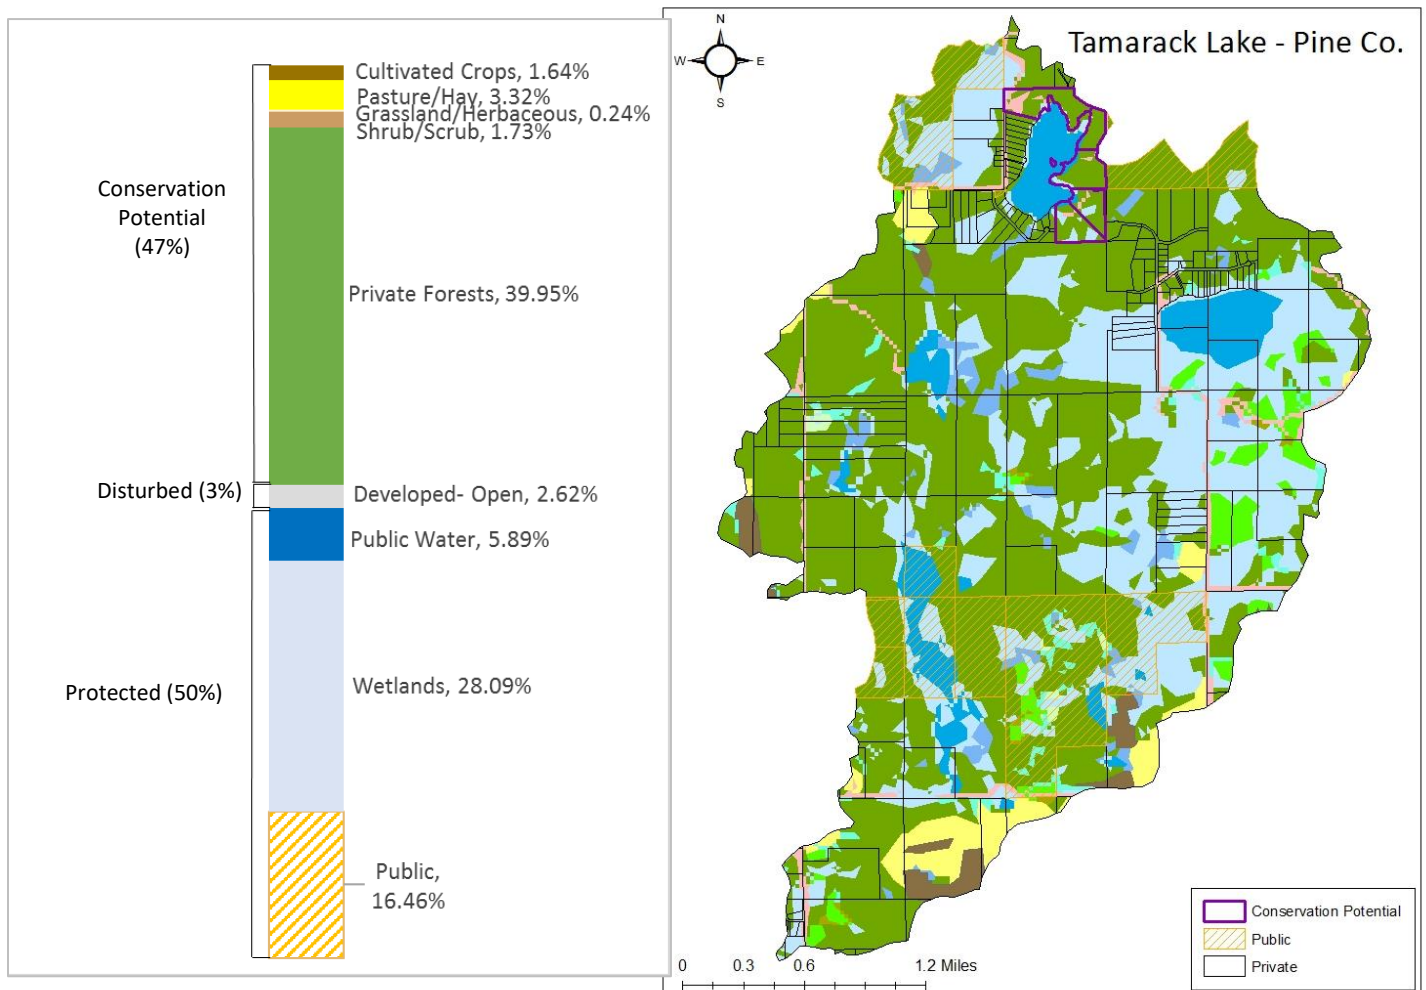 Cultivated Crops, 1.64%
Pasture/Hay, 3.32%
Grassland/Herbaceous, 0.24%
Shrub/Scrub, 1.73%
Conservation
Potential
(47%)
Private Forests, 39.95%
Disturbed (3%)
Developed- Open, 2.62%
Public Water, 5.89%
Protected (50%)
Wetlands, 28.09%
Public,
16.46%
Tamarack Lake - Pine Co.
N
W
E
S
Conservation Potential
Public
Private
0 0.3 0.6 1.2 Miles